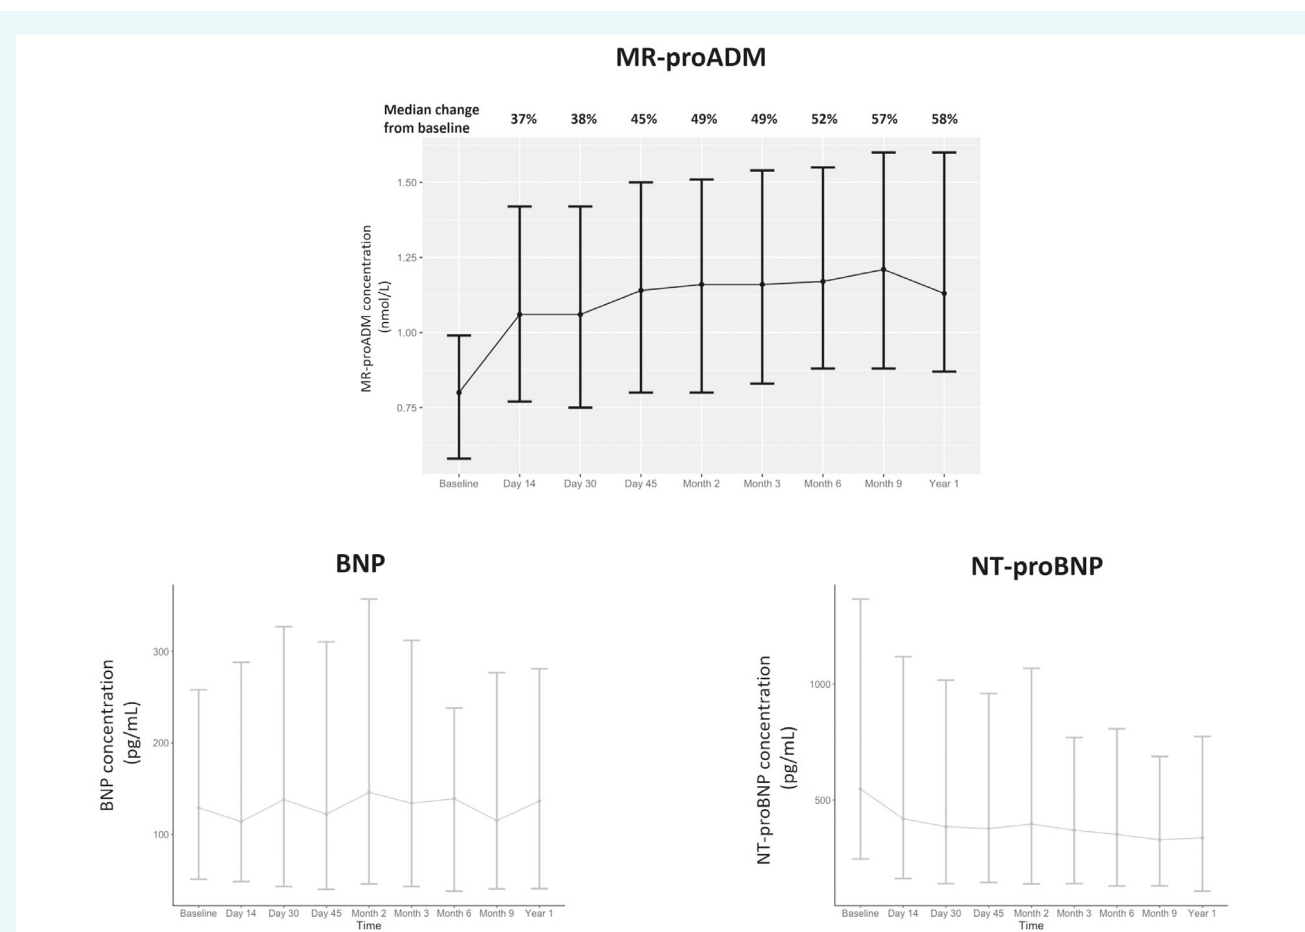 MR-proADM
Median change
from baseline
37% 38% 45% 49% 49% 52% 57% 58%
MR-proADM concentration
(nmol/L)
1.50
1.25
1.00
0.75
Baseline Day 14 Day 30 Day 45 Month 2 Month 3 Month 6 Month 9 Year 1
BNP
BNP concentration
(pg/mL)
300
200
100
Baseline Day 14 Day 30 Day 45 Month 2 Month 3 Month 6 Month 9 Year 1
Time
NT-proBNP
NT-proBNP concentration
(pg/mL)
1000
500
Baseline Day 14 Day 30 Day 45 Month 2 Month 3 Month 6 Month 9 Year 1
Time